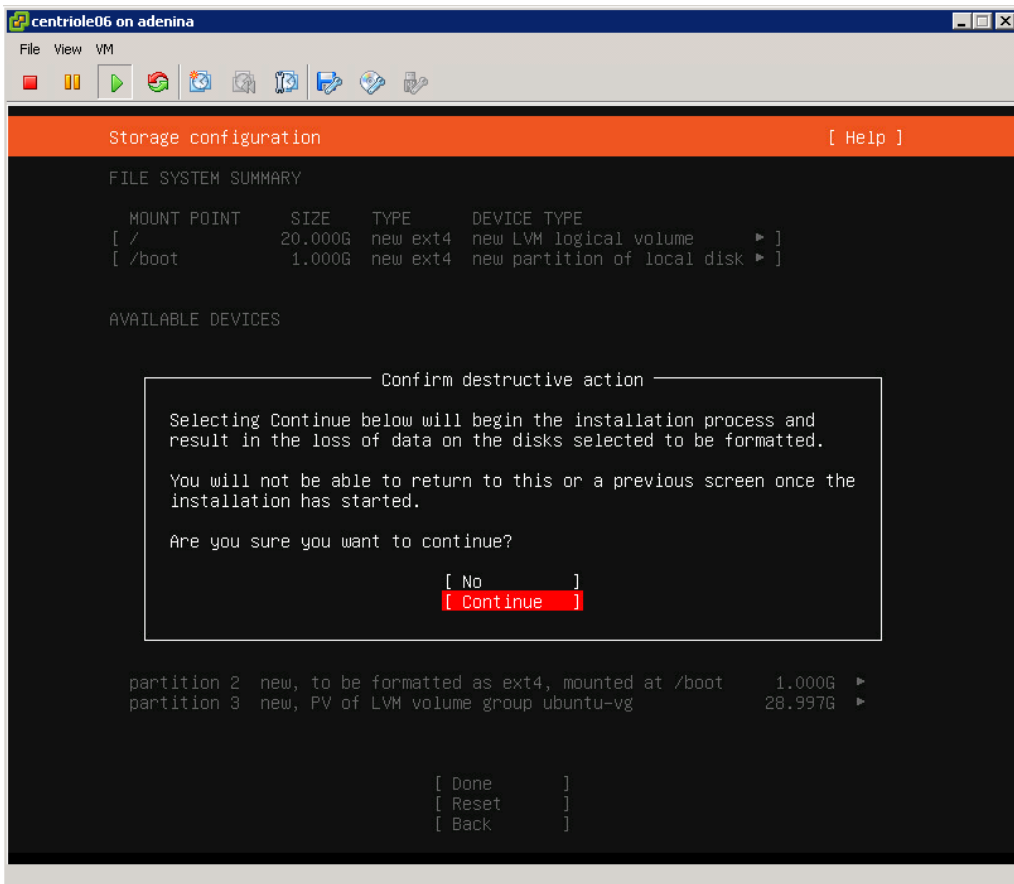 centriole06 on adenina
File View VM
Storage configuration [ Help ]
FILE SYSTEM SUMMARY
MOUNT POINT SIZE TYPE DEVICE TYPE
[ / 20.000G new ext4 new LVM logical volume ▸ ]
[ /boot 1.000G new ext4 new partition of local disk ▸ ]
AVAILABLE DEVICES
Confirm destructive action
Selecting Continue below will begin the installation process and
result in the loss of data on the disks selected to be formatted.
You will not be able to return to this or a previous screen once the
installation has started.
Are you sure you want to continue?
[ No ]
[ Continue ]
partition 2 new, to be formatted as ext4, mounted at /boot 1.000G ▸
partition 3 new, PV of LVM volume group ubuntu-vg 28.997G ▸
[ Done ]
[ Reset ]
[ Back ]